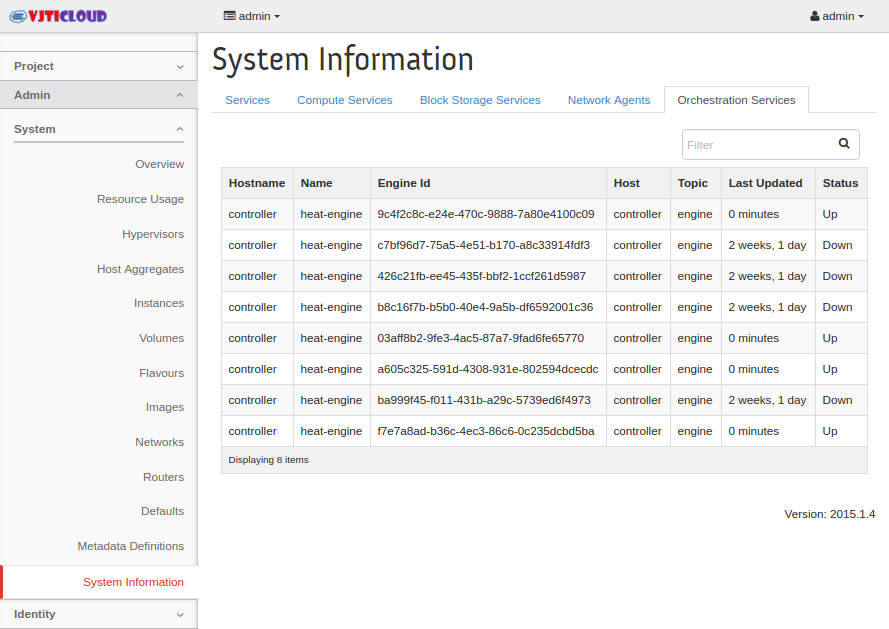 VJTICLOUD
admin
admin
Project
Admin
System
Overview
Resource Usage
Hypervisors
Host Aggregates
Instances
Volumes
Flavours
Images
Networks
Routers
Defaults
Metadata Definitions
System Information
Identity
System Information
Services Compute Services Block Storage Services Network Agents Orchestration Services
Filter
Hostname Name Engine Id Host Topic Last Updated Status
controller heat-engine 9c4f2c8c-e24e-470c-9888-7a80e4100c09 controller engine 0 minutes Up
controller heat-engine c7bf96d7-75a5-4e51-b170-a8c33914fdf3 controller engine 2 weeks, 1 day Down
controller heat-engine 426c21fb-ee45-435f-bbf2-1ccf261d5987 controller engine 2 weeks, 1 day Down
controller heat-engine b8c16f7b-b5b0-40e4-9a5b-df6592001c36 controller engine 2 weeks, 1 day Down
controller heat-engine 03aff8b2-9fe3-4ac5-87a7-9fad6fe65770 controller engine 0 minutes Up
controller heat-engine a605c325-591d-4308-931e-802594dcecdc controller engine 0 minutes Up
controller heat-engine ba999f45-f011-431b-a29c-5739ed6f4973 controller engine 2 weeks, 1 day Down
controller heat-engine f7e7a8ad-b36c-4ec3-86c6-0c235dcbd5ba controller engine 0 minutes Up
Displaying 8 items
Version: 2015.1.4